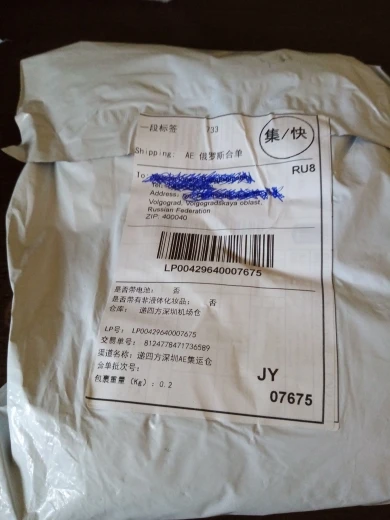 一段标签 733
集/快
Shipping: AE 俄罗斯合单
RU8
To:
Tel:
Address:
Volgograd, Volgogradskaya oblast,
Russian Federation
ZIP: 400040
LP00429640007675
是否带电池: 否
是否带有非液体化妆品: 否
仓库: 递四方深圳机场仓
LP号: LP00429640007675
交易单号: 8124778471736589
渠道名称: 递四方深圳AE集运仓
合单批次号:
包裹重量 (Kg): 0.2
JY
07675